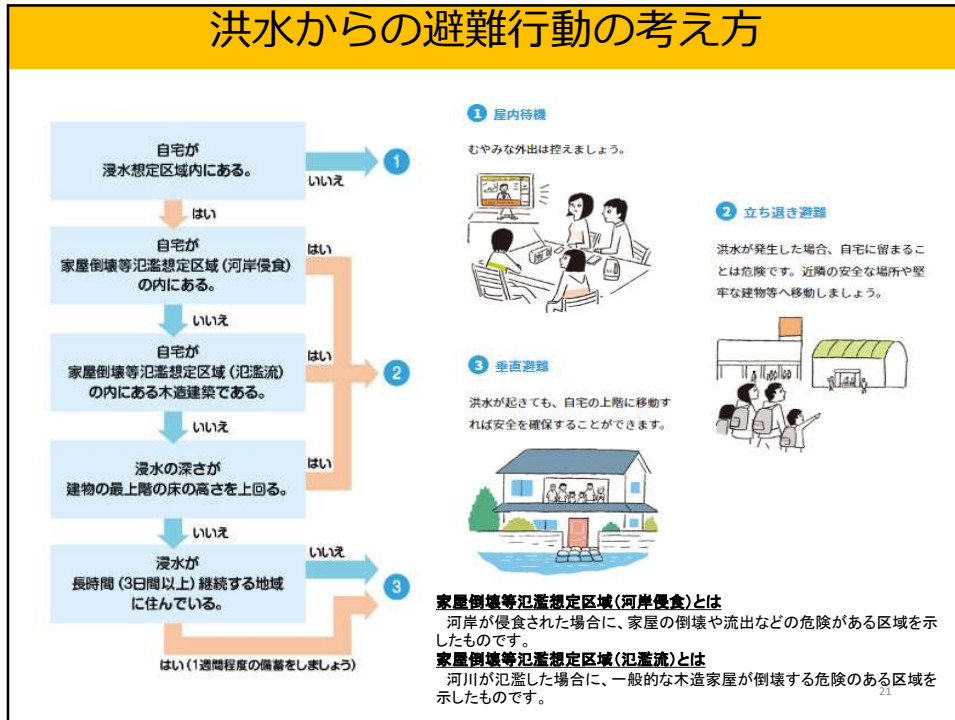 洪水からの避難行動の考え方
自宅が
浸水想定区域内にある。
いいえ
1
はい
自宅が
家屋倒壊等氾濫想定区域(河岸侵食)
の内にある。
はい
いいえ
自宅が
家屋倒壊等氾濫想定区域(氾濫流)
の内にある木造建築である。
はい
2
いいえ
浸水の深さが
建物の最上階の床の高さを上回る。
はい
いいえ
浸水が
長時間(3日間以上)継続する地域
に住んでいる。
いいえ
3
はい(1週間程度の備蓄をしましょう)
1 屋内待機
むやみな外出は控えましょう。
2 立ち退き避難
洪水が発生した場合、自宅に留まるこ
とは危険です。近隣の安全な場所や堅
牢な建物等へ移動しましょう。
3 垂直避難
洪水が起きても、自宅の上階に移動す
れば安全を確保することができます。
家屋倒壊等氾濫想定区域(河岸侵食)とは
河岸が侵食された場合に、家屋の倒壊や流出などの危険がある区域を示
したものです。
家屋倒壊等氾濫想定区域(氾濫流)とは
河川が氾濫した場合に、一般的な木造家屋が倒壊する危険のある区域を
示したものです。
21